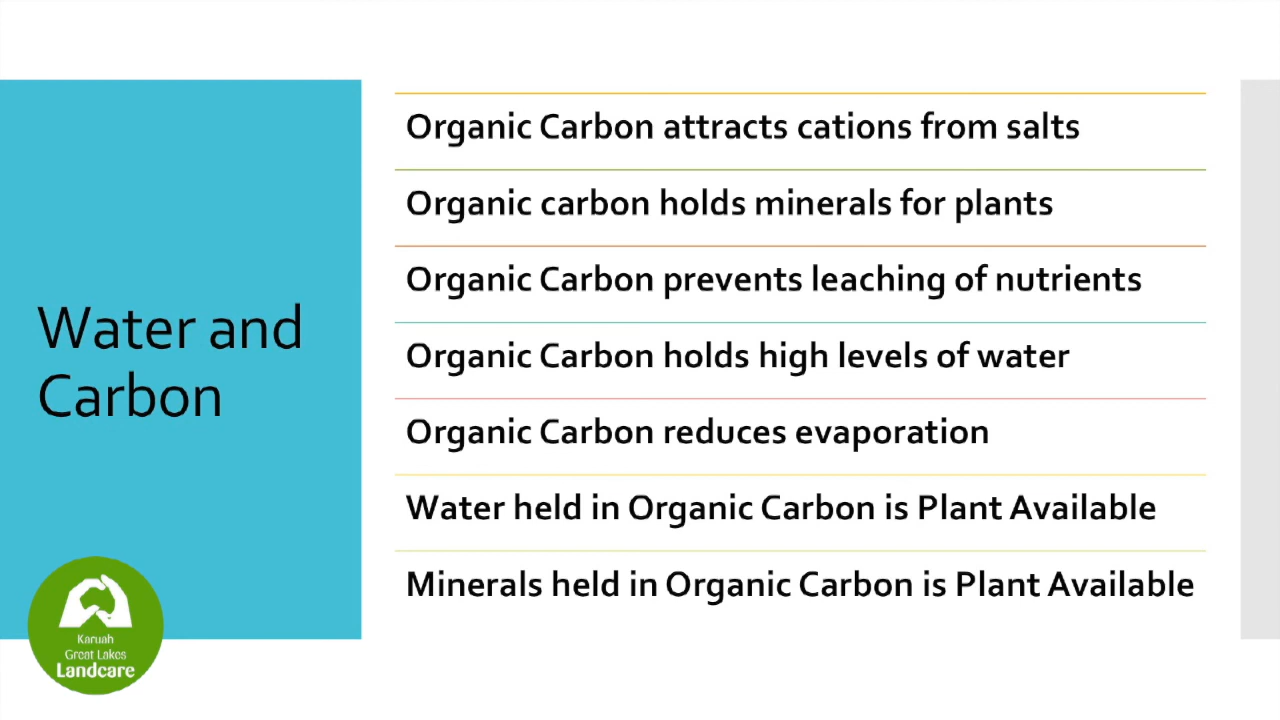 Water and
Carbon
Organic Carbon attracts cations from salts
Organic carbon holds minerals for plants
Organic Carbon prevents leaching of nutrients
Organic Carbon holds high levels of water
Organic Carbon reduces evaporation
Water held in Organic Carbon is Plant Available
Minerals held in Organic Carbon is Plant Available
Karuah
Great Lakes
Landcare